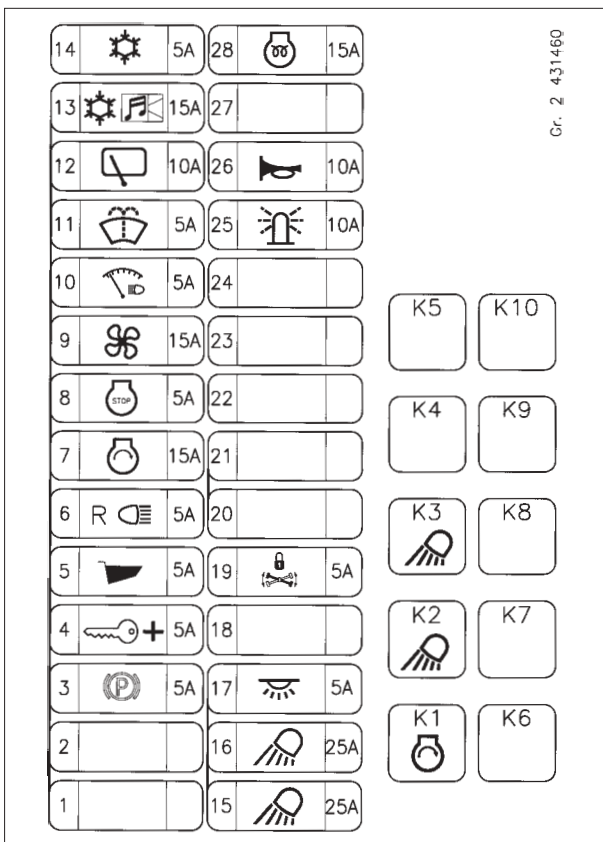 14 5A 28 15A
13 15A 27
12 10A 26 10A
11 5A 25 10A
10 5A 24
9 15A 23
8 STOP 5A 22
7 15A 21
6 R 5A 20
5 5A 19 5A
4 + 5A 18
3 P 5A 17 5A
2 16 25A
1 15 25A
Gr. 2 431460
K5 K10
K4 K9
K3 K8
K2 K7
K1 K6